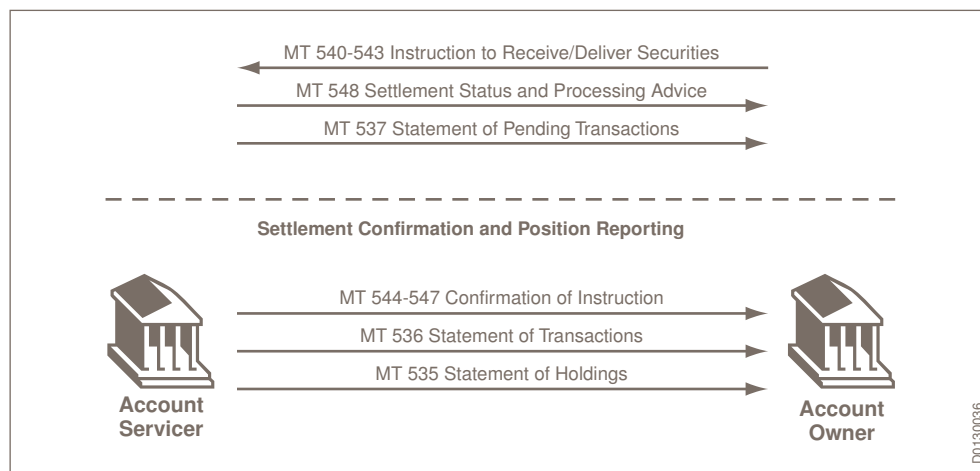 MT 540-543 Instruction to Receive/Deliver Securities
MT 548 Settlement Status and Processing Advice
MT 537 Statement of Pending Transactions
Settlement Confirmation and Position Reporting
MT 544-547 Confirmation of Instruction
MT 536 Statement of Transactions
MT 535 Statement of Holdings
Account
Servicer
Account
Owner
D0130036